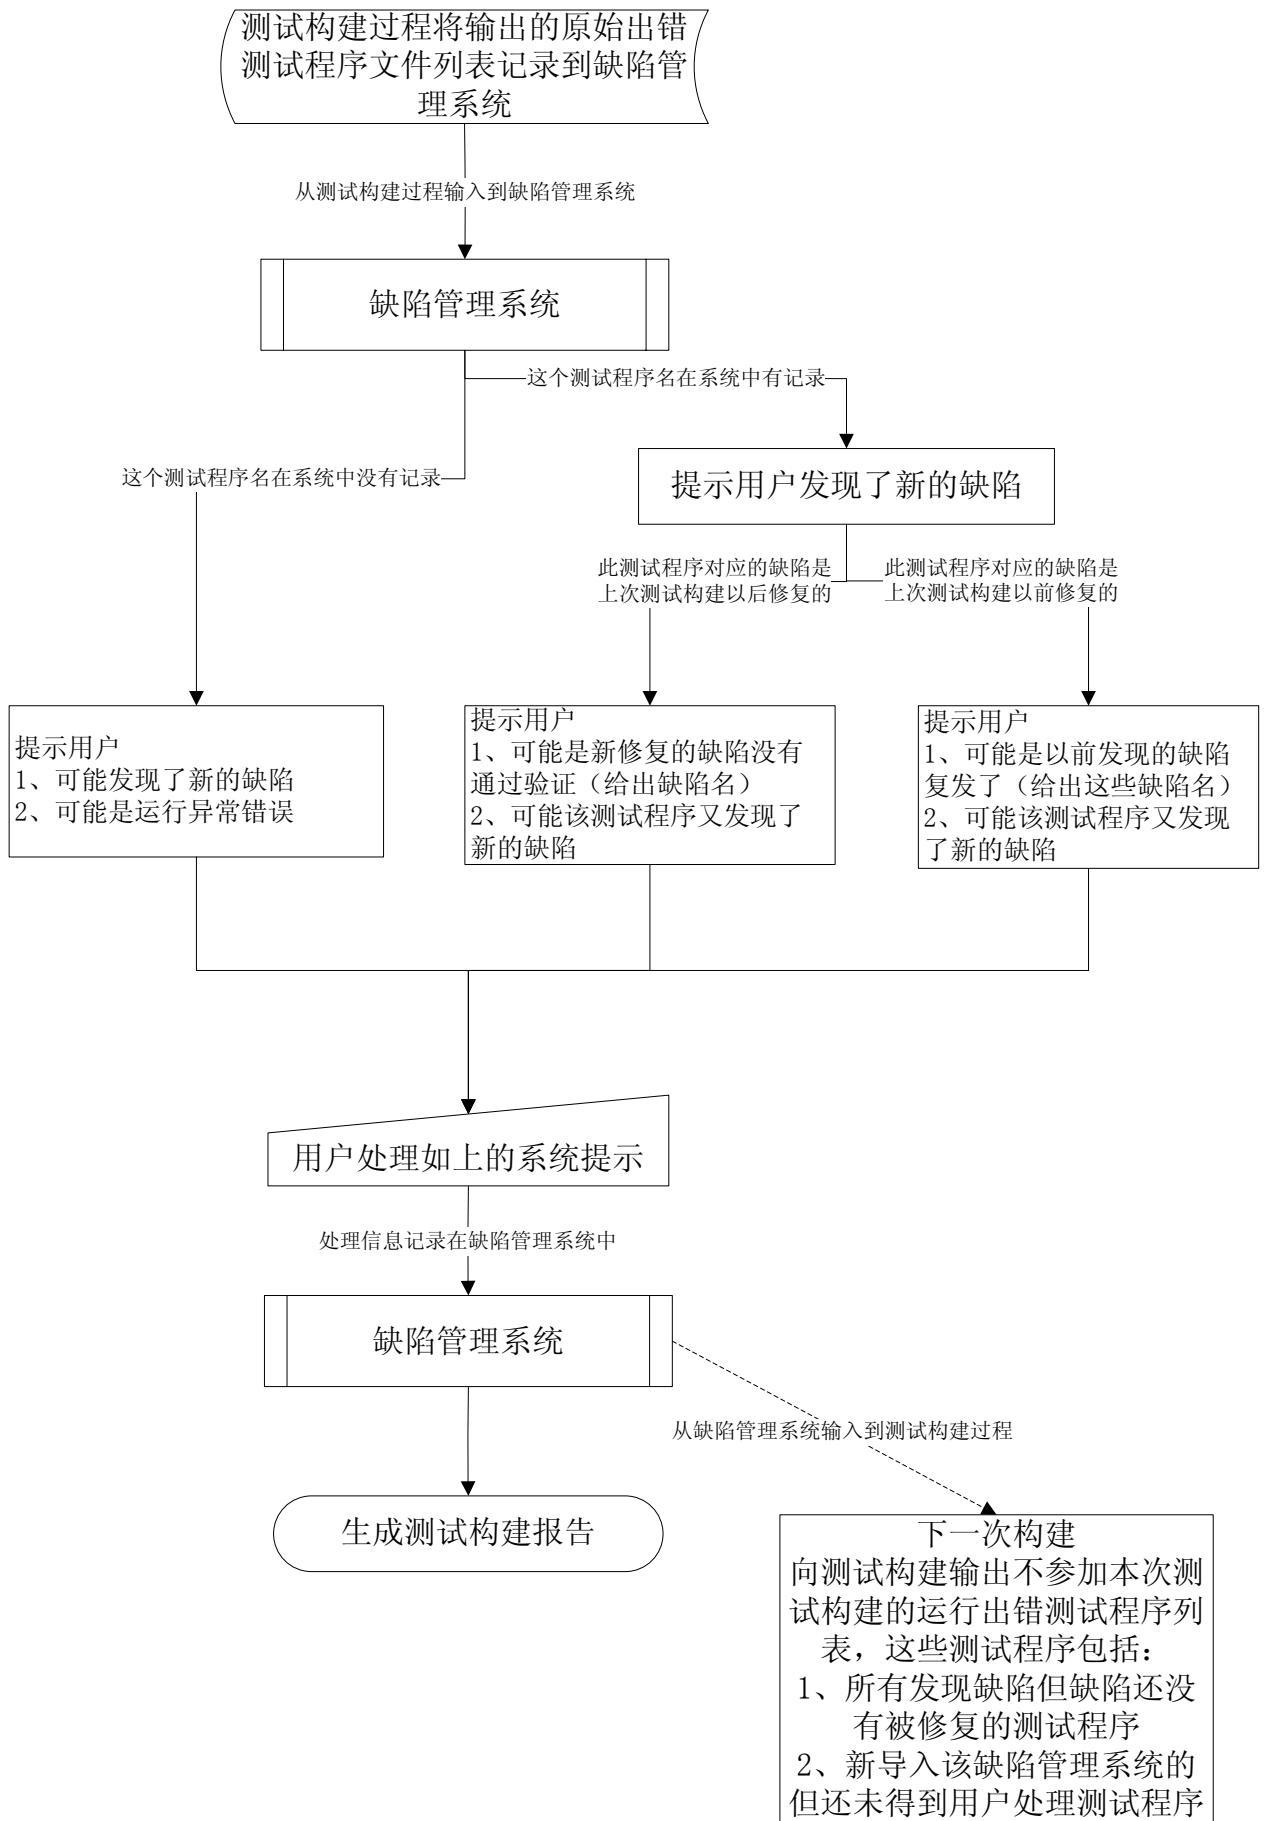 测试构建过程将输出的原始出错
测试程序文件列表记录到缺陷管
理系统
从测试构建过程输入到缺陷管理系统
缺陷管理系统
这个测试程序名在系统中有记录
这个测试程序名在系统中没有记录
提示用户发现了新的缺陷
此测试程序对应的缺陷是
上次测试构建以后修复的
此测试程序对应的缺陷是
上次测试构建以前修复的
提示用户
1、可能发现了新的缺陷
2、可能是运行异常错误
提示用户
1、可能是新修复的缺陷没有
通过验证（给出缺陷名）
2、可能该测试程序又发现了
新的缺陷
提示用户
1、可能是以前发现的缺陷
复发了（给出这些缺陷名）
2、可能该测试程序又发现
了新的缺陷
用户处理如上的系统提示
处理信息记录在缺陷管理系统中
缺陷管理系统
从缺陷管理系统输入到测试构建过程
生成测试构建报告
下一次构建
向测试构建输出不参加本次测
试构建的运行出错测试程序列
表，这些测试程序包括：
1、所有发现缺陷但缺陷还没
有被修复的测试程序
2、新导入该缺陷管理系统的
但还未得到用户处理测试程序